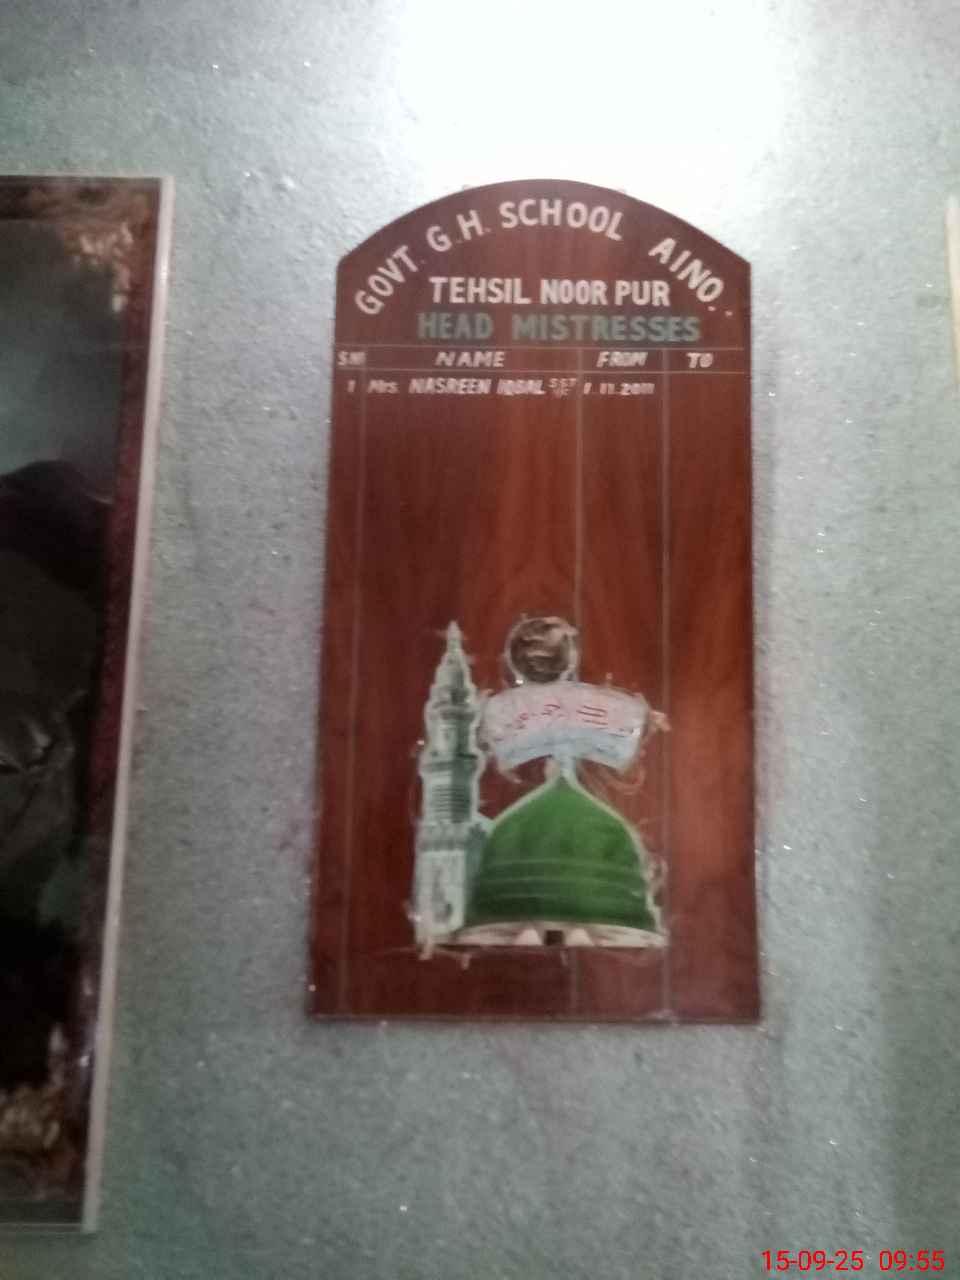 GOVT. G.H. SCHOOL AINO..
TEHSIL NOOR PUR
HEAD MISTRESSES
S.N NAME FROM TO
1 Mrs. NASREEN IQBAL SST 1.11.2011
15-09-25 09:55